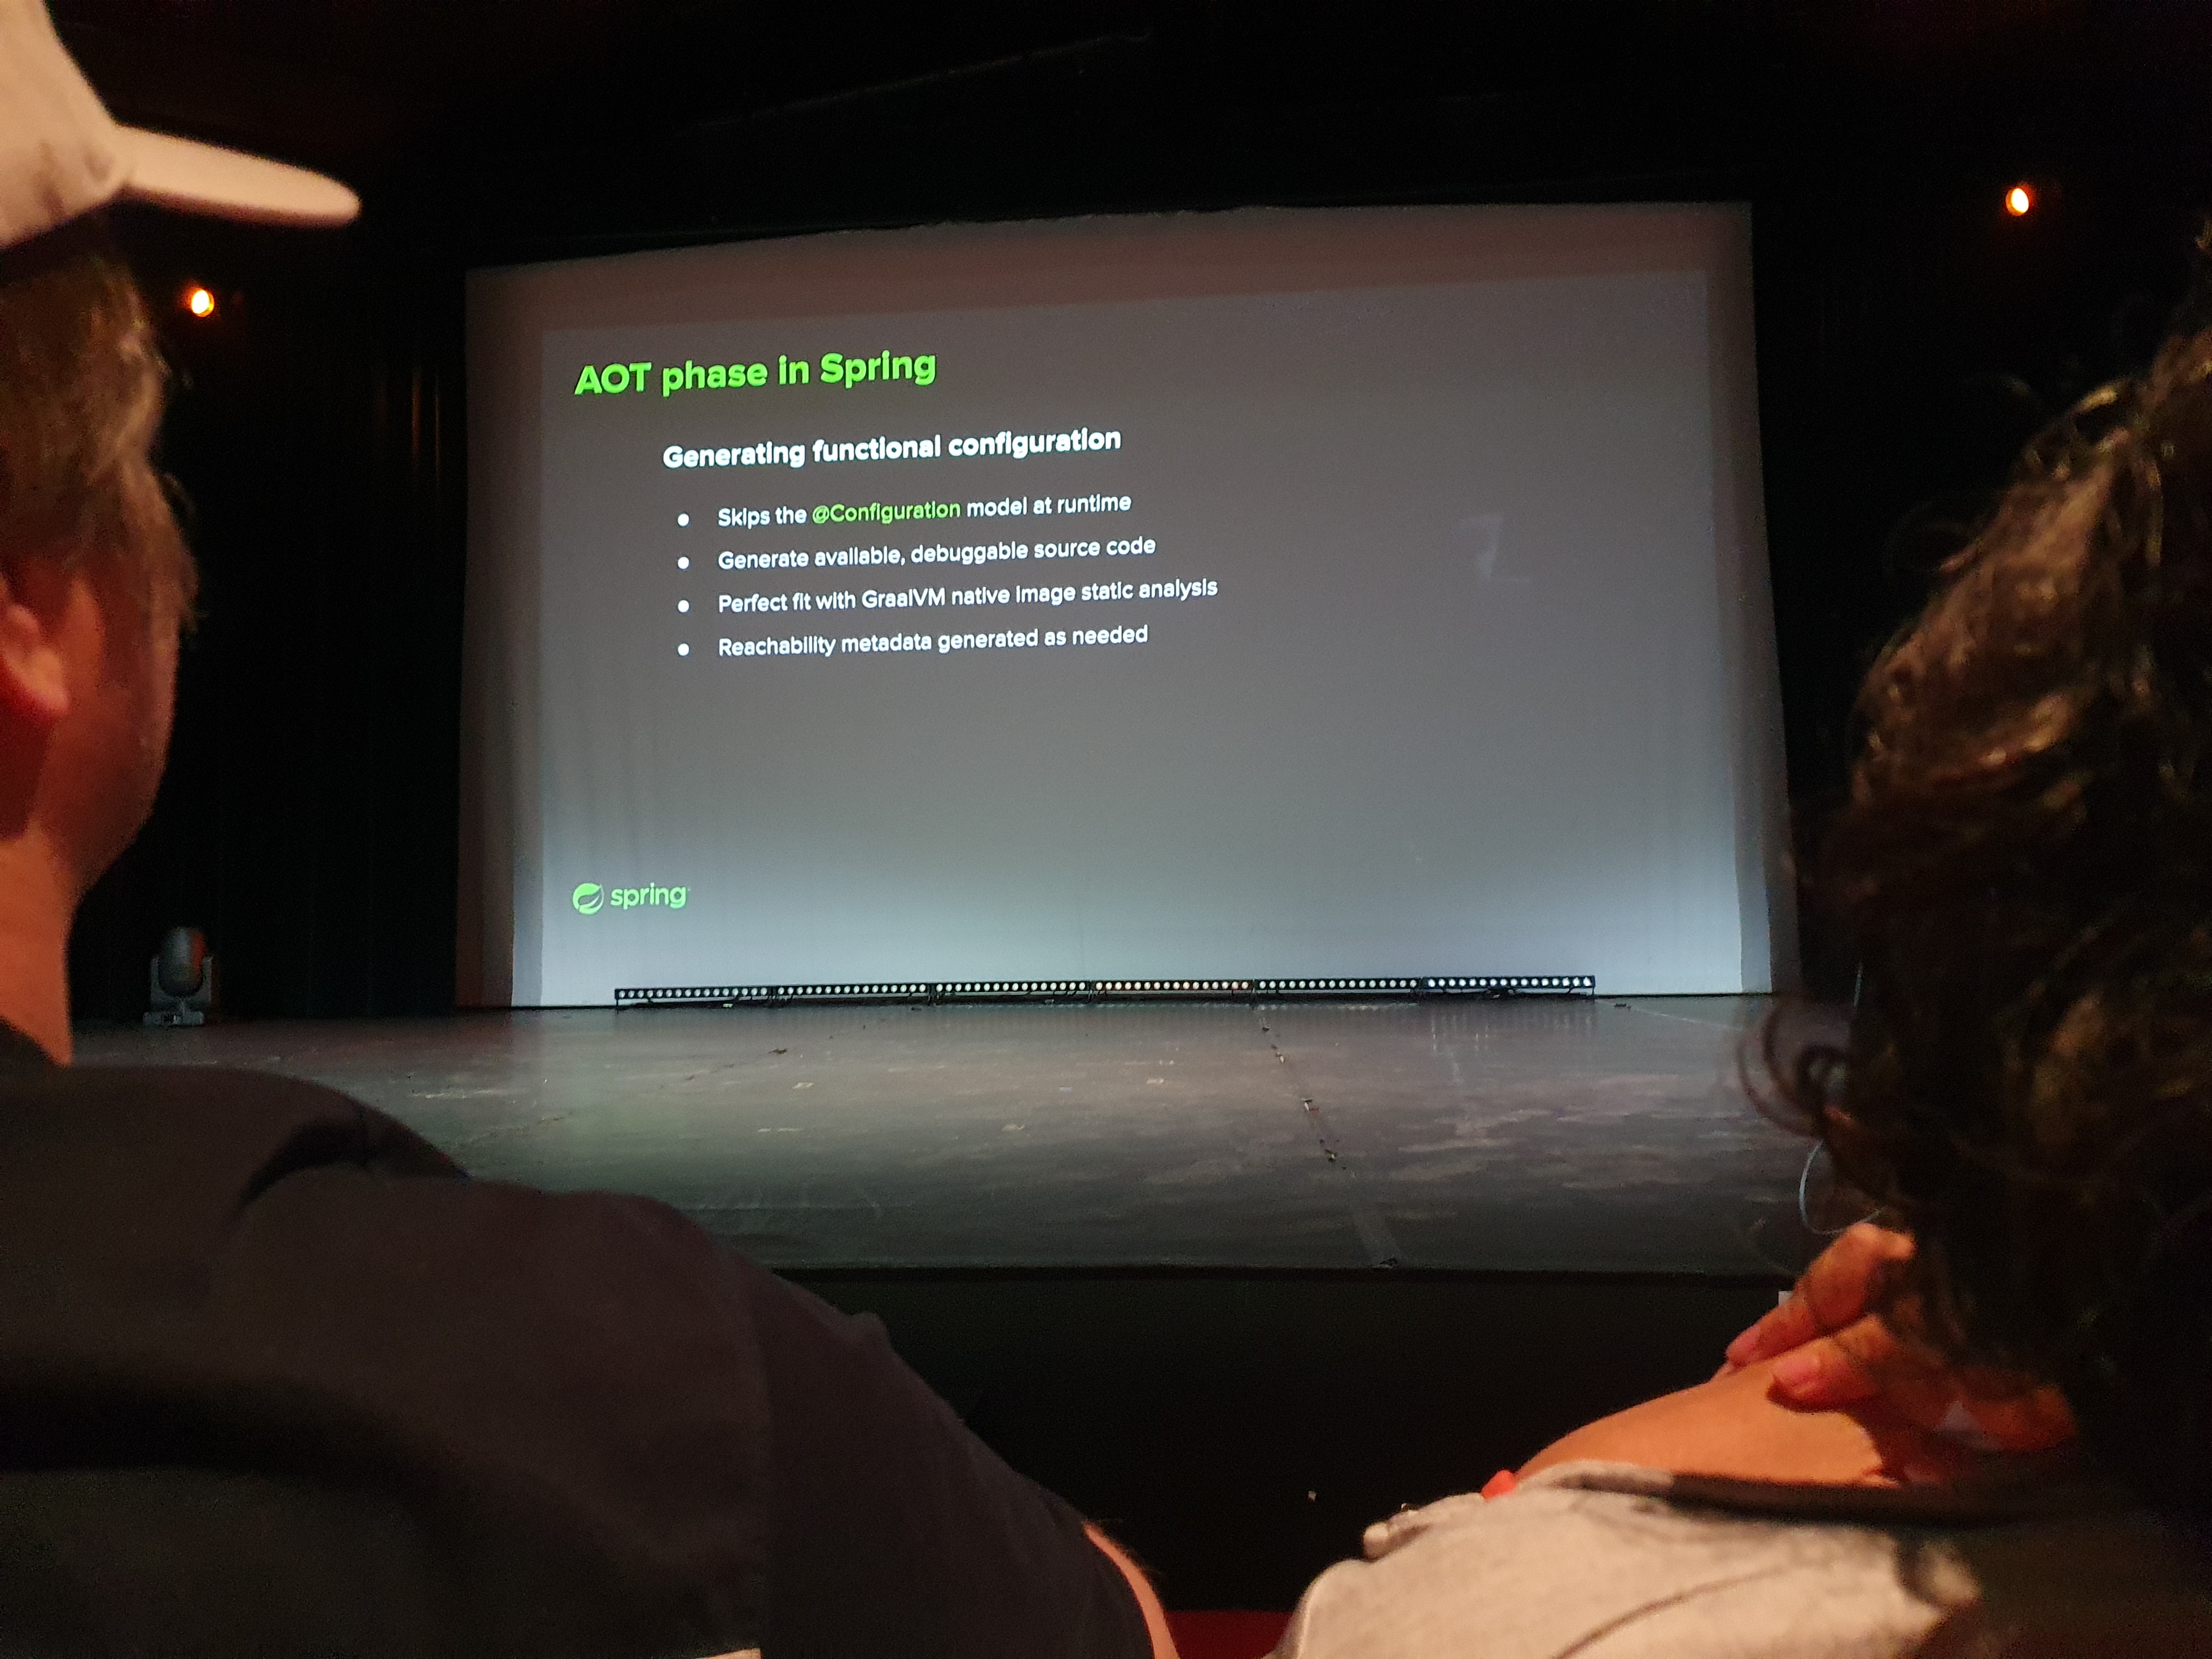 AOT phase in Spring
Generating functional configuration
● Skips the @Configuration model at runtime
● Generate available, debuggable source code
● Perfect fit with GraalVM native image static analysis
● Reachability metadata generated as needed
spring